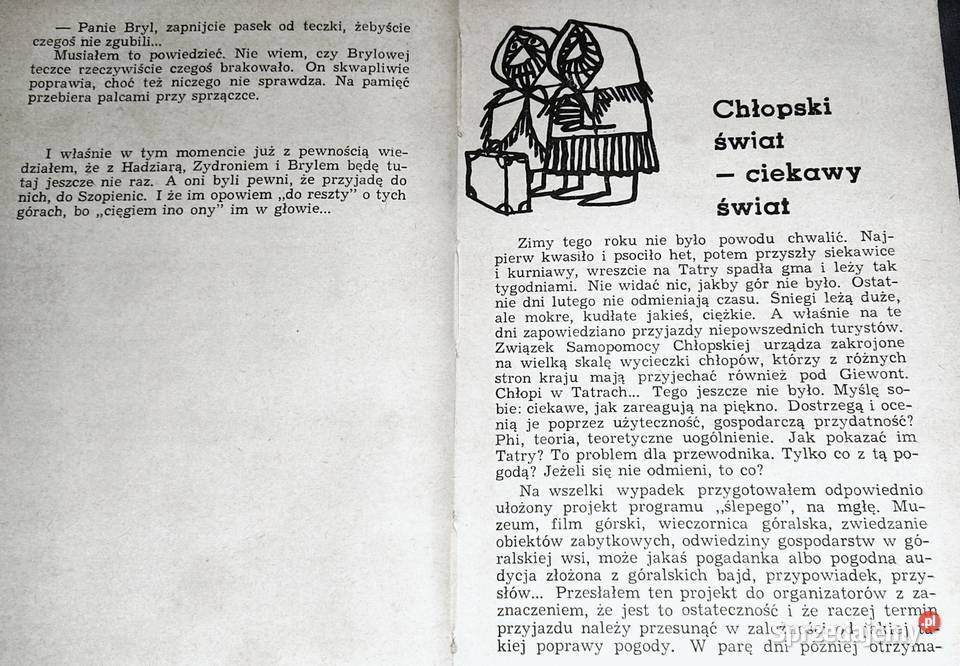 — Panie Bryl, zapnijcie pasek od teczki, żebyście
czegoś nie zgubili...
Musiałem to powiedzieć. Nie wiem, czy Brylowej
teczce rzeczywiście czegoś brakowało. On skwapliwie
poprawia, choć też niczego nie sprawdza. Na pamięć
przebiera palcami przy sprzączce.
I właśnie w tym momencie już z pewnością wie-
działem, że z Hadziarą, Zydroniem i Brylem będę tu-
taj jeszcze nie raz. A oni byli pewni, że przyjadę do
nich, do Szopienic. I że im opowiem „do reszty” o tych
górach, bo „cięgiem ino ony” im w głowie...
Chłopski
świat
— ciekawy
świat
Zimy tego roku nie było powodu chwalić. Naj-
pierw kwasiło i psociło het, potem przyszły siekawice
i kurniawy, wreszcie na Tatry spadła gma i leży tak
tygodniami. Nie widać nic, jakby gór nie było. Ostat-
nie dni lutego nie odmieniają czasu. Śniegi leżą duże,
ale mokre, kudłate jakieś, ciężkie. A właśnie na te
dni zapowiedziano przyjazdy niepowszednich turystów.
Związek Samopomocy Chłopskiej urządza zakrojone
na wielką skalę wycieczki chłopów, którzy z różnych
stron kraju mają przyjechać również pod Giewont.
Chłopi w Tatrach... Tego jeszcze nie było. Myślę so-
bie: ciekawe, jak zareagują na piękno. Dostrzegą i oce-
nią je poprzez użyteczność, gospodarczą przydatność?
Phi, teoria, teoretyczne uogólnienie. Jak pokazać im
Tatry? To problem dla przewodnika. Tylko co z tą po-
godą? Jeżeli się nie odmieni, to co?
Na wszelki wypadek przygotowałem odpowiednio
ułożony projekt programu „ślepego”, na mgłę. Mu-
zeum, film górski, wieczornica góralska, zwiedzanie
obiektów zabytkowych, odwiedziny gospodarstw w gó-
ralskiej wsi, może jakaś pogadanka albo pogodna au-
dycja złożona z góralskich bajd, przypowiadek, przy-
słów... Przesłałem ten projekt do organizatorów z za-
znaczeniem, że jest to ostateczność i że raczej termin
przyjazdu należy przesunąć w zależności od jakiej ta-
kiej poprawy pogody. W parę dni później otrzyma-
Sprzedajemy.pl